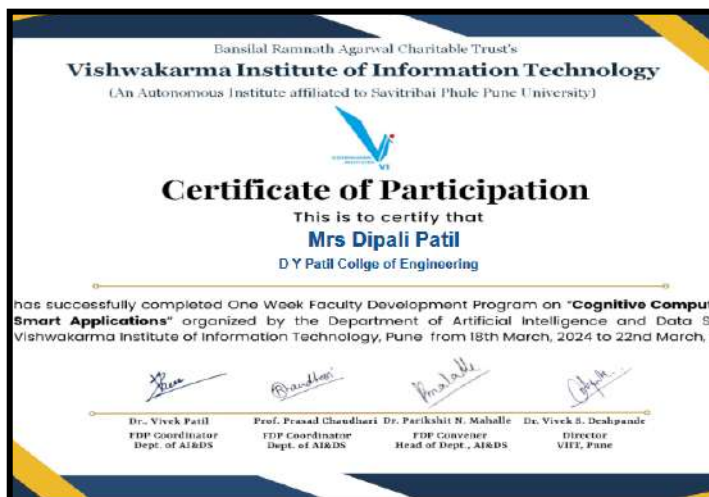 Bansilal Ramnath Agarwal Charitable Trust's
Vishwakarma Institute of Information Technology
(An Autonomous Institute affiliated to Savitribai Phule Pune University)
VISHWAKARMA INSTITUTES
VI
Certificate of Participation
This is to certify that
Mrs Dipali Patil
D Y Patil Collge of Engineering
has successfully completed One Week Faculty Development Program on "Cognitive Comput
Smart Applications" organized by the Department of Artificial Intelligence and Data S
Vishwakarma Institute of Information Technology, Pune from 18th March, 2024 to 22nd March,
Dr.. Vivek Patil Prof. Prasad Chaudhari Dr. Parikshit N. Mahalle Dr. Vivek S. Deshpande
FDP Coordinator FDP Coordinator FDP Convener Director
Dept. of AI&DS Dept. of AI&DS Head of Dept., AI&DS VIIT, Pune